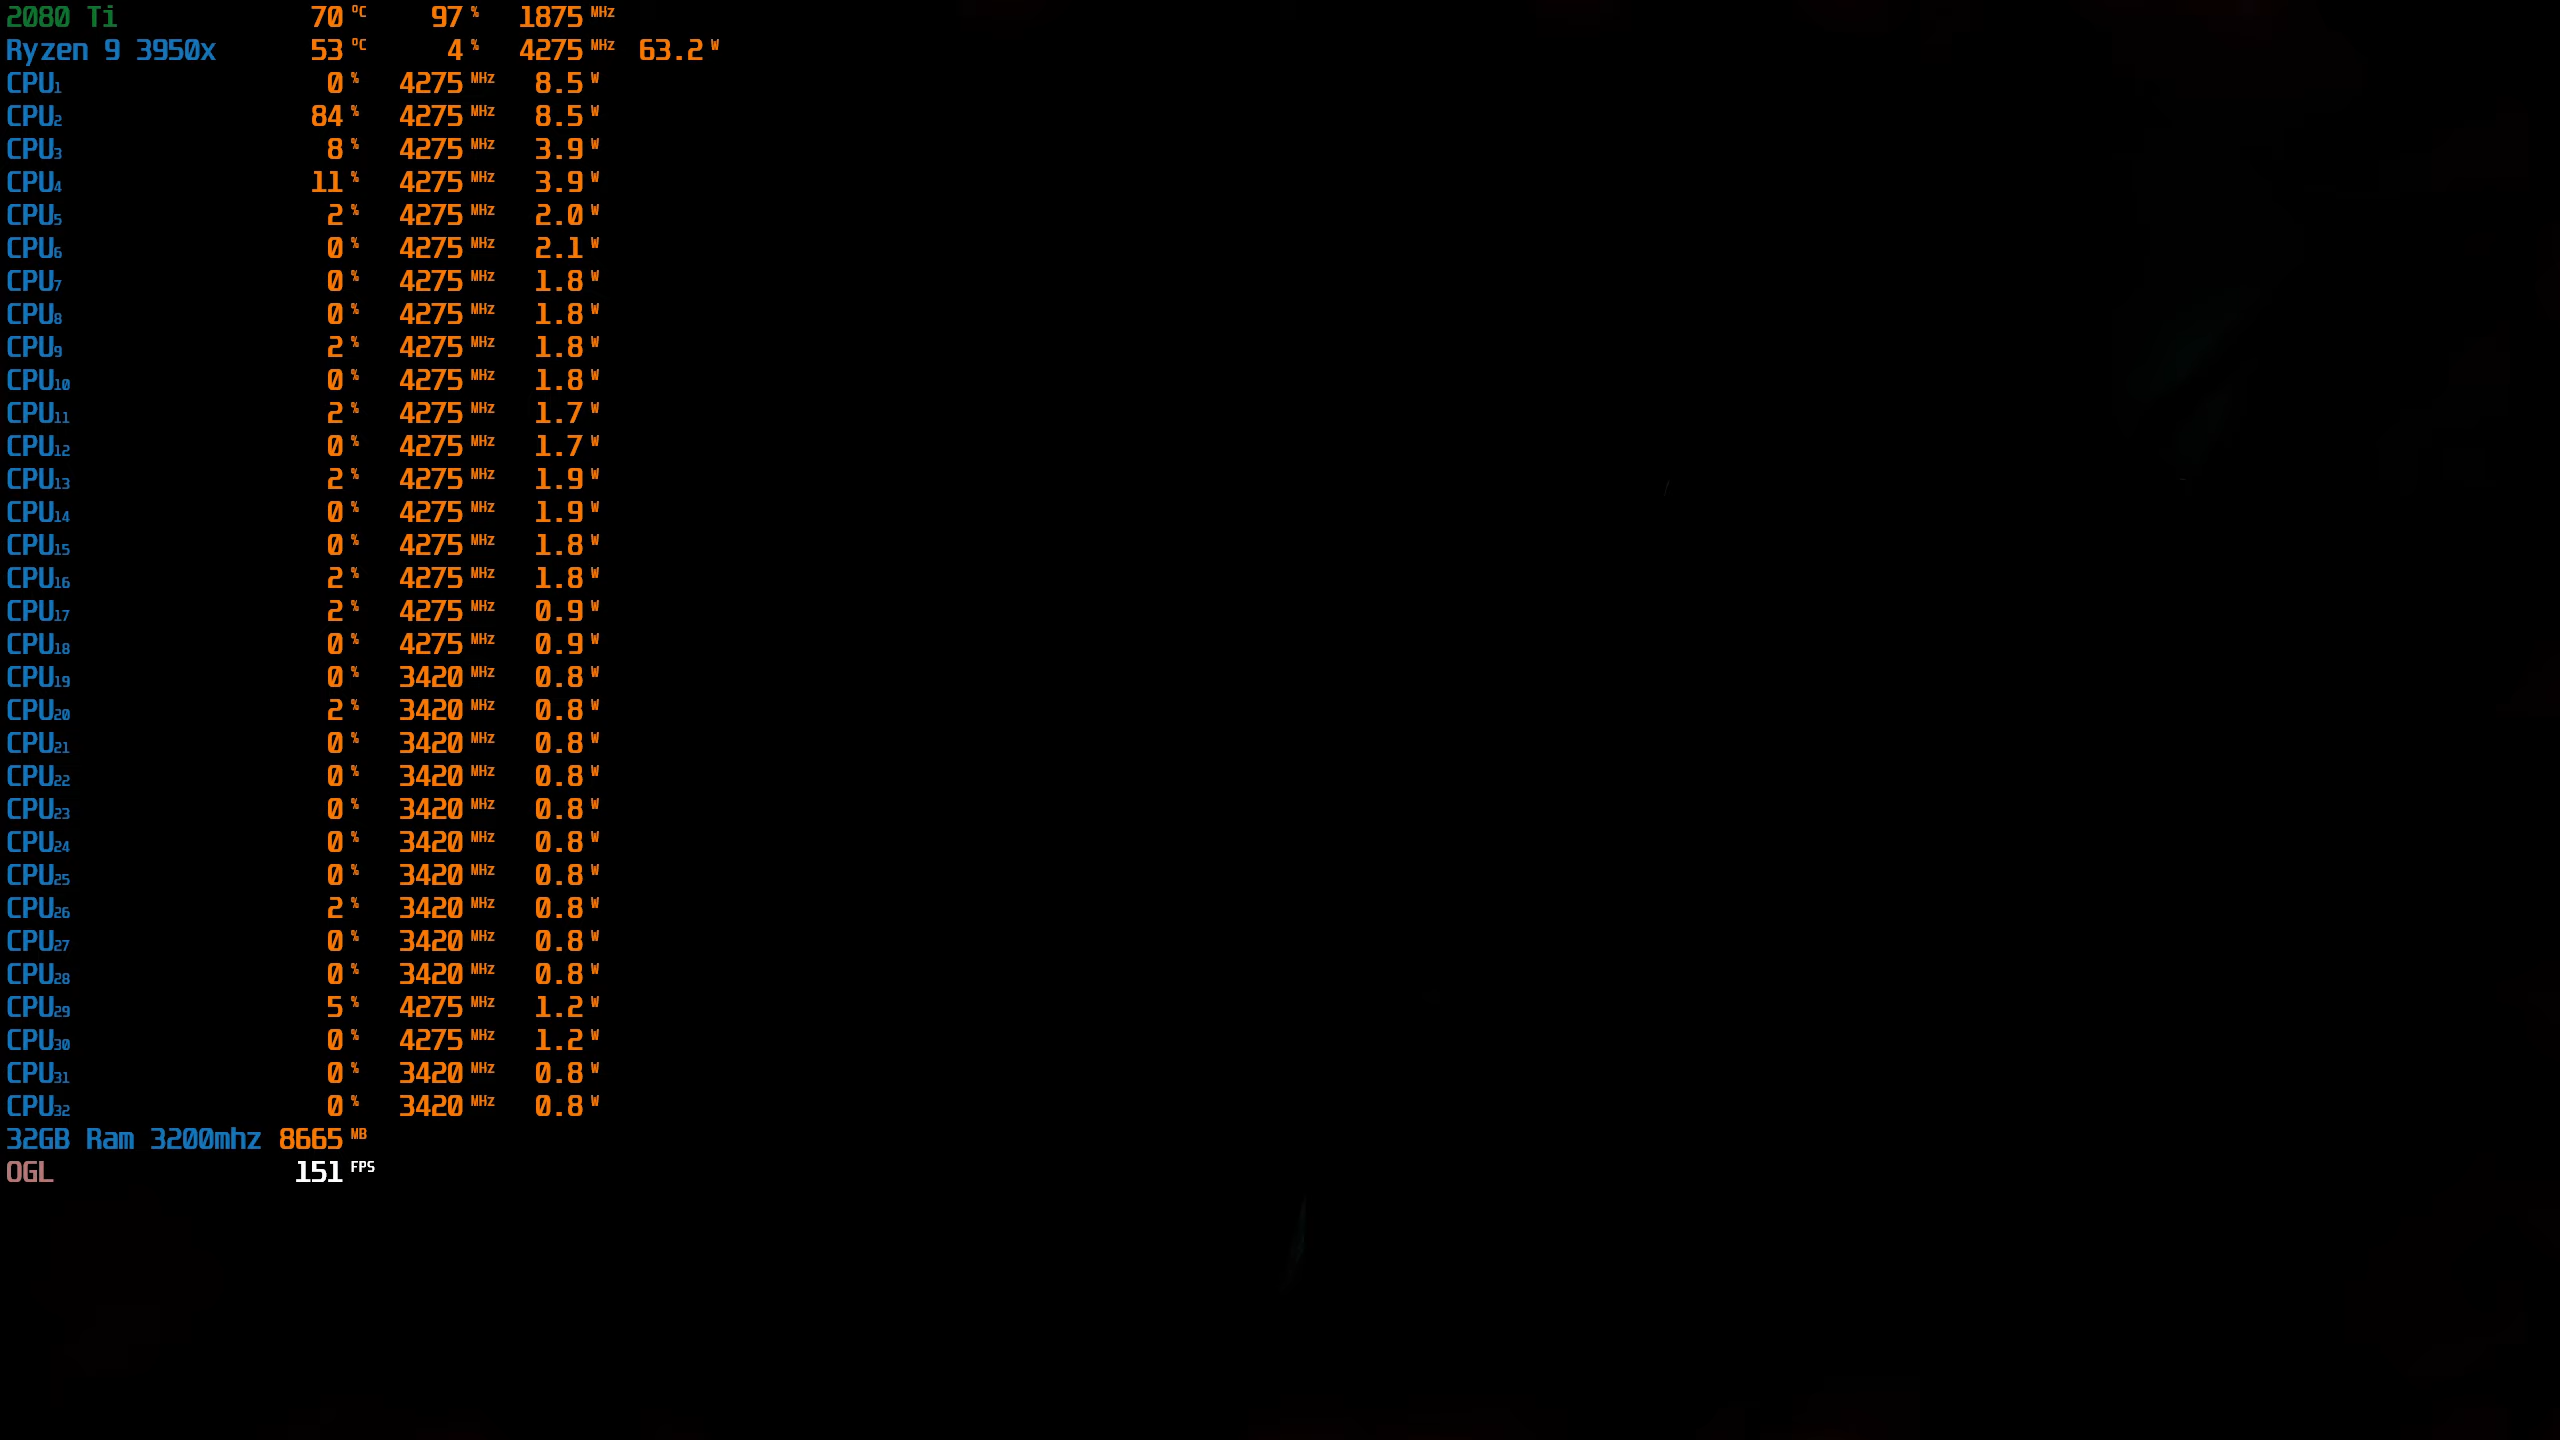 2080 Ti 70 °C 97 % 1875 MHz
Ryzen 9 3950x 53 °C 4 % 4275 MHz 63.2 W
CPU1 0 % 4275 MHz 8.5 W
CPU2 84 % 4275 MHz 8.5 W
CPU3 8 % 4275 MHz 3.9 W
CPU4 11 % 4275 MHz 3.9 W
CPU5 2 % 4275 MHz 2.0 W
CPU6 0 % 4275 MHz 2.1 W
CPU7 0 % 4275 MHz 1.8 W
CPU8 0 % 4275 MHz 1.8 W
CPU9 2 % 4275 MHz 1.8 W
CPU10 0 % 4275 MHz 1.8 W
CPU11 2 % 4275 MHz 1.7 W
CPU12 0 % 4275 MHz 1.7 W
CPU13 2 % 4275 MHz 1.9 W
CPU14 0 % 4275 MHz 1.9 W
CPU15 0 % 4275 MHz 1.8 W
CPU16 2 % 4275 MHz 1.8 W
CPU17 2 % 4275 MHz 0.9 W
CPU18 0 % 4275 MHz 0.9 W
CPU19 0 % 3420 MHz 0.8 W
CPU20 2 % 3420 MHz 0.8 W
CPU21 0 % 3420 MHz 0.8 W
CPU22 0 % 3420 MHz 0.8 W
CPU23 0 % 3420 MHz 0.8 W
CPU24 0 % 3420 MHz 0.8 W
CPU25 0 % 3420 MHz 0.8 W
CPU26 2 % 3420 MHz 0.8 W
CPU27 0 % 3420 MHz 0.8 W
CPU28 0 % 3420 MHz 0.8 W
CPU29 5 % 4275 MHz 1.2 W
CPU30 0 % 4275 MHz 1.2 W
CPU31 0 % 3420 MHz 0.8 W
CPU32 0 % 3420 MHz 0.8 W
32GB Ram 3200mhz 8665 MB
OGL 151 FPS